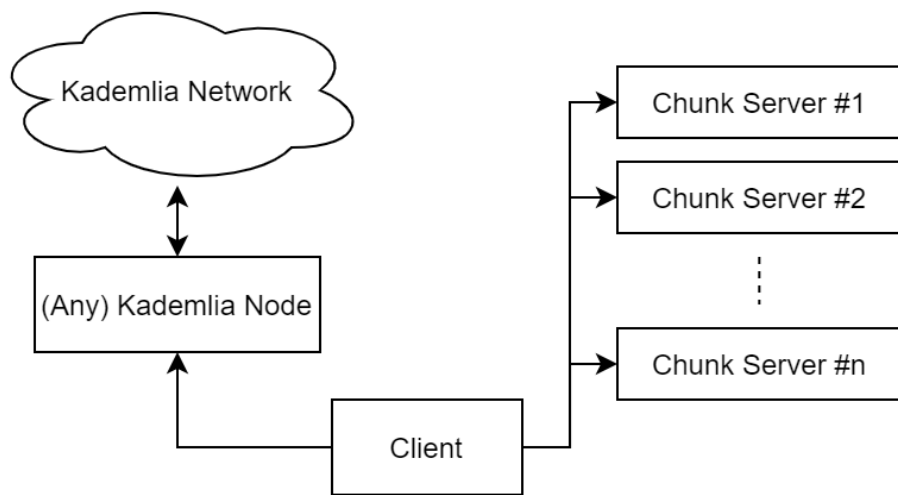 Kademlia Network
Chunk Server #1
Chunk Server #2
(Any) Kademlia Node
Chunk Server #n
Client